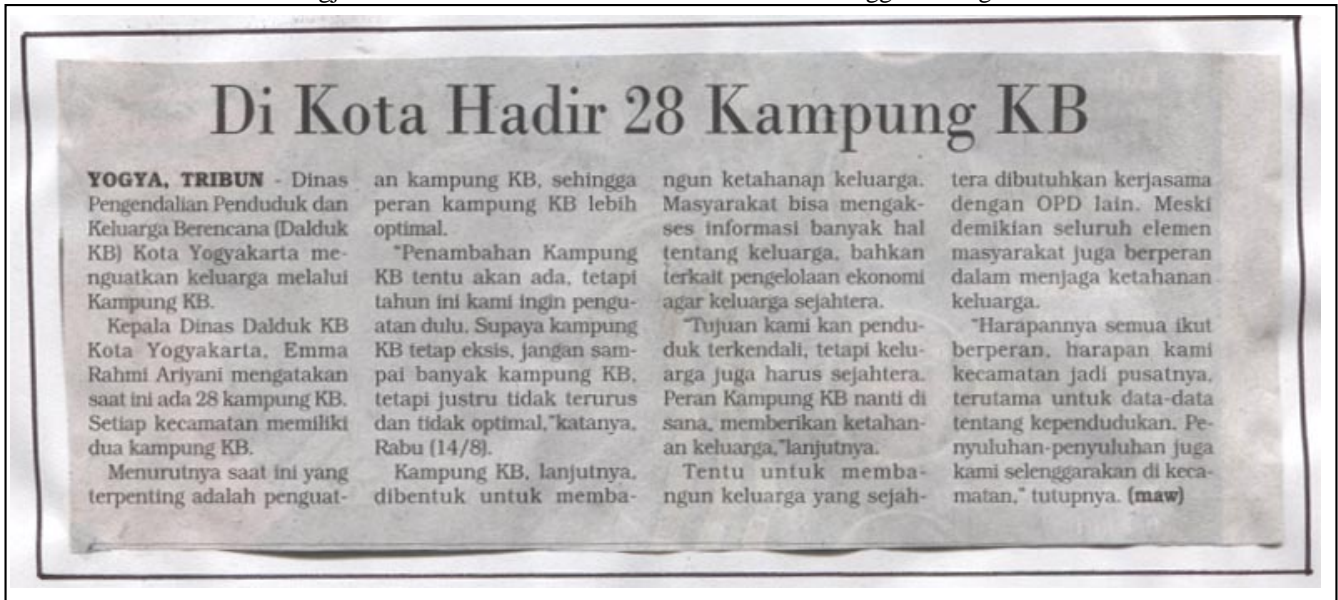 Di Kota Hadir 28 Kampung KB
YOGYA, TRIBUN - Dinas
Pengendalian Penduduk dan
Keluarga Berencana (Dalduk
KB) Kota Yogyakarta me-
nguatkan keluarga melalui
Kampung KB.
Kepala Dinas Dalduk KB
Kota Yogyakarta, Emma
Rahmi Ariyani mengatakan
saat ini ada 28 kampung KB.
Setiap kecamatan memiliki
dua kampung KB.
Menurutnya saat ini yang
terpenting adalah penguat-
an kampung KB, sehingga
peran kampung KB lebih
optimal.
"Penambahan Kampung
KB tentu akan ada, tetapi
tahun ini kami ingin pengu-
atan dulu. Supaya kampung
KB tetap eksis, jangan sam-
pai banyak kampung KB,
tetapi justru tidak terurus
dan tidak optimal,"katanya,
Rabu (14/8).
Kampung KB, lanjutnya,
dibentuk untuk memba-
ngun ketahanan keluarga.
Masyarakat bisa mengak-
ses informasi banyak hal
tentang keluarga, bahkan
terkait pengelolaan ekonomi
agar keluarga sejahtera.
"Tujuan kami kan pendu-
duk terkendali, tetapi kelu-
arga juga harus sejahtera.
Peran Kampung KB nanti di
sana, memberikan ketahan-
an keluarga,"lanjutnya.
Tentu untuk memba-
ngun keluarga yang sejah-
tera dibutuhkan kerjasama
dengan OPD lain. Meski
demikian seluruh elemen
masyarakat juga berperan
dalam menjaga ketahanan
keluarga.
"Harapannya semua ikut
berperan, harapan kami
kecamatan jadi pusatnya,
terutama untuk data-data
tentang kependudukan. Pe-
nyuluhan-penyuluhan juga
kami selenggarakan di keca-
matan," tutupnya. (maw)